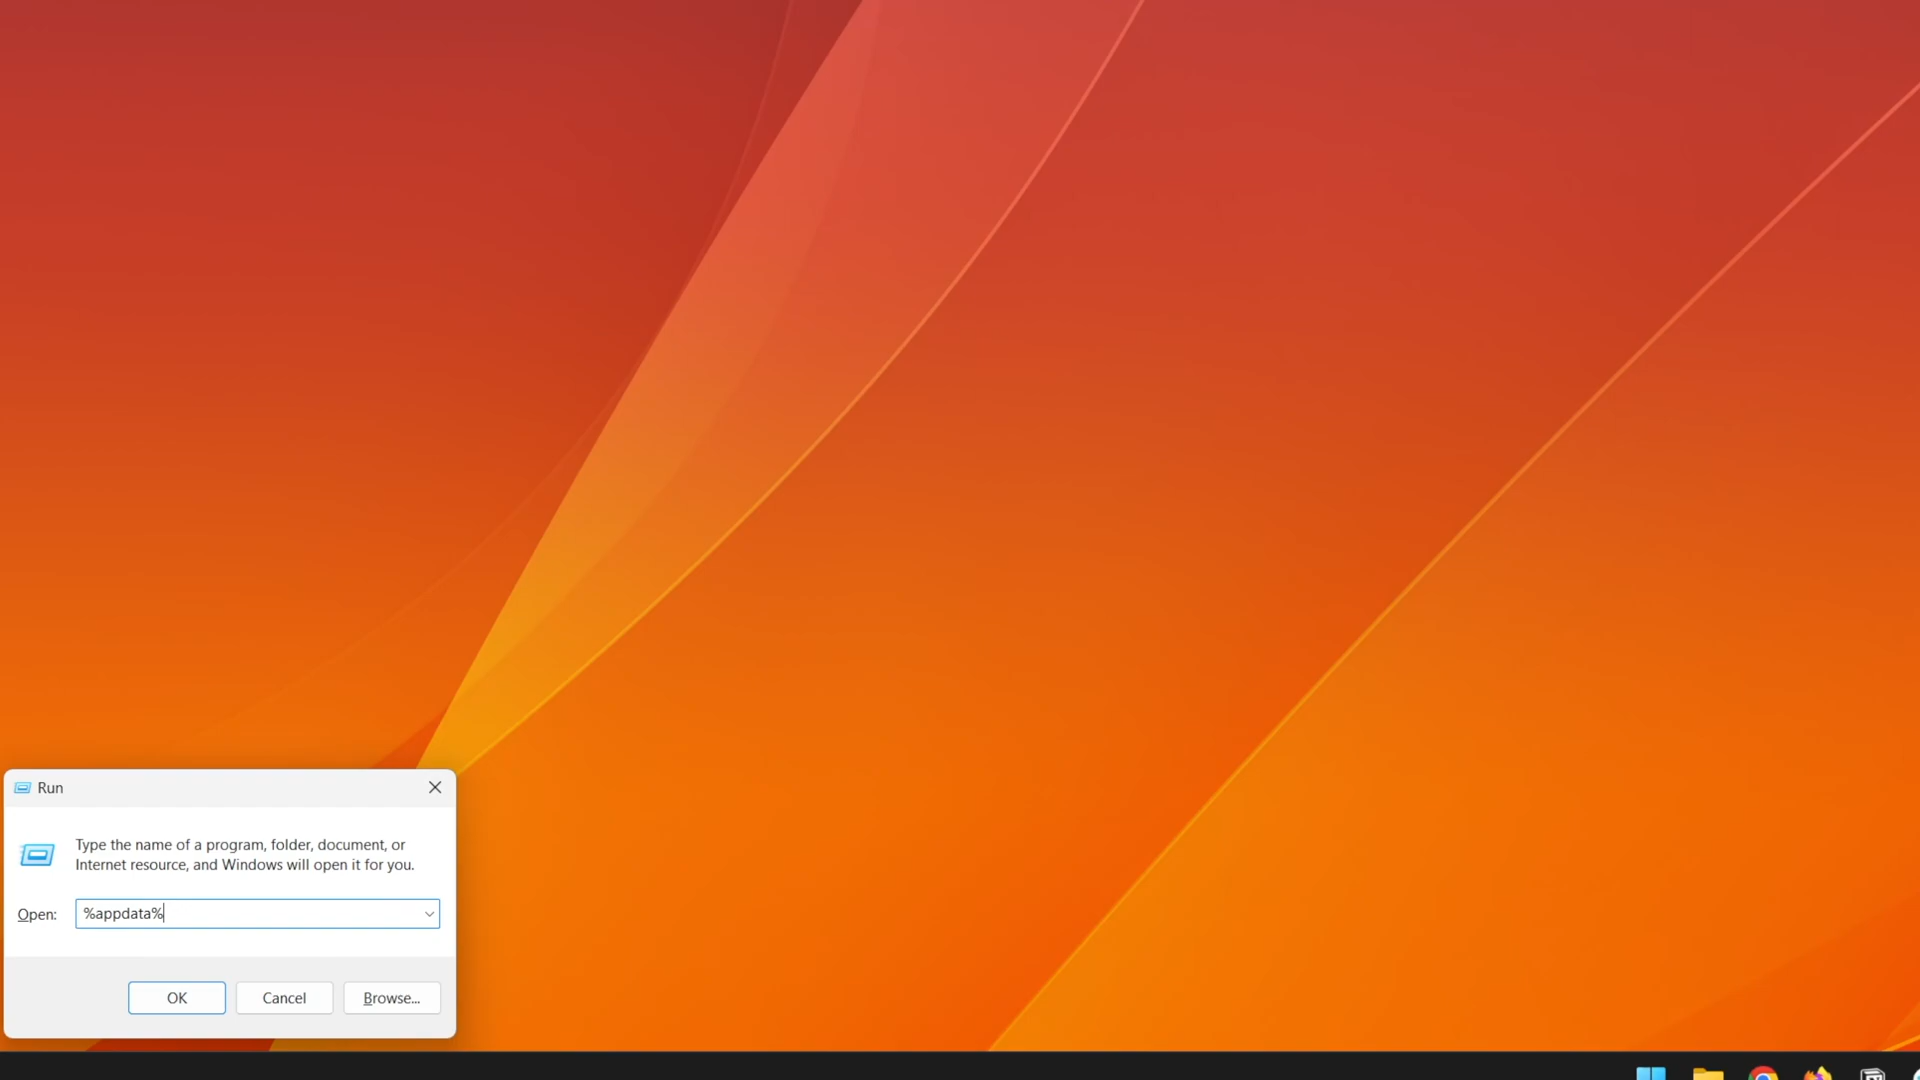 Run
Type the name of a program, folder, document, or
Internet resource, and Windows will open it for you.
Open:
%appdata%
OK
Cancel
Browse...